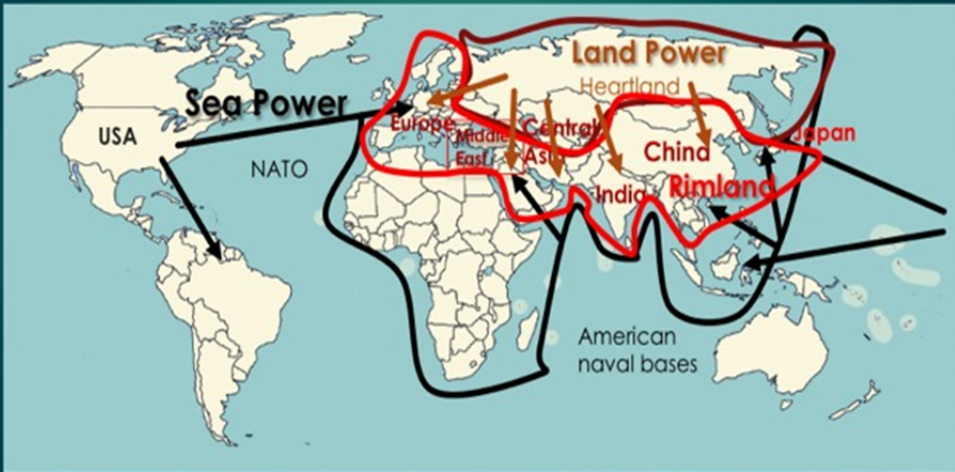 Land Power
Heartland
Sea Power
USA
Europe
Middle
East
Central
Asia
Japan
China
NATO
India
Rimland
American
naval bases